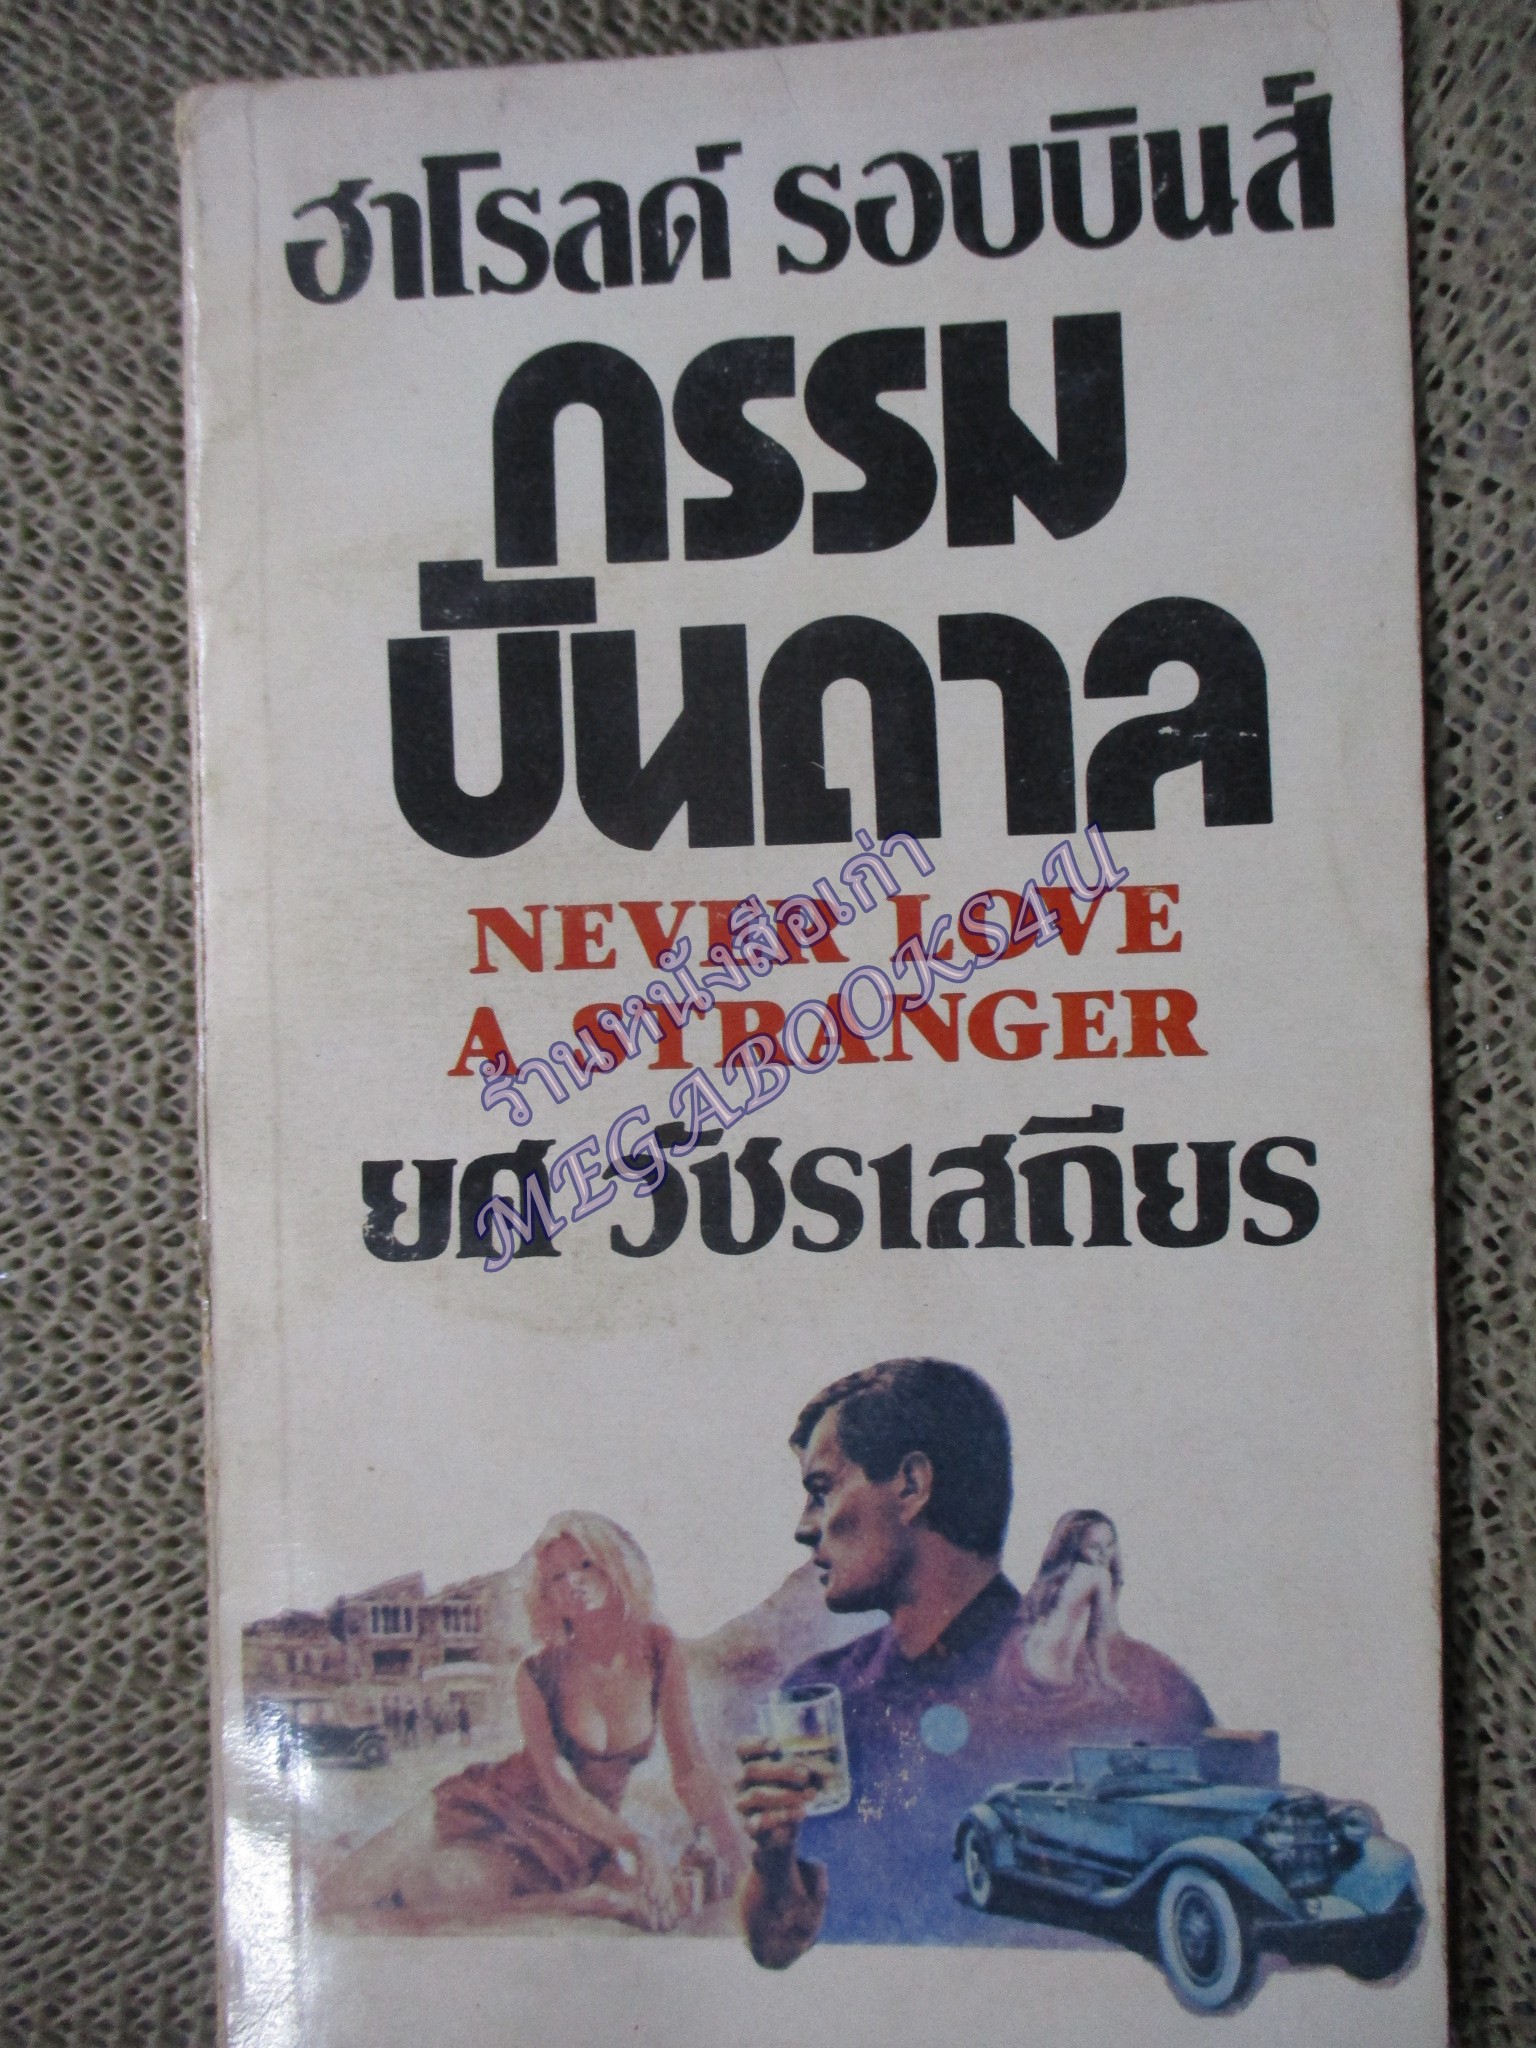 ฮาโรลด์ รอบบินส์
กรรม
บันดาล
NEVER LOVE
A STRANGER
ร้านหนังสือเก่า
MEGABOOKS4U
ยศ วัชรเสถียร